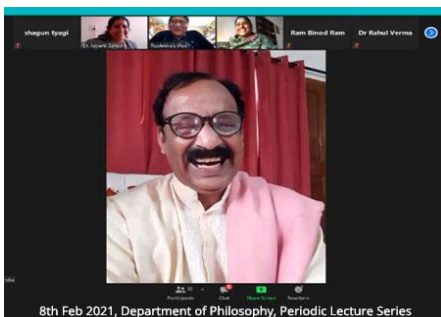 shagun tyagi
Ram Binod Ram
Dr Rahul Verma
Participants
Chat
Share Screen
Reactions
8th Feb 2021, Department of Philosophy, Periodic Lecture Series